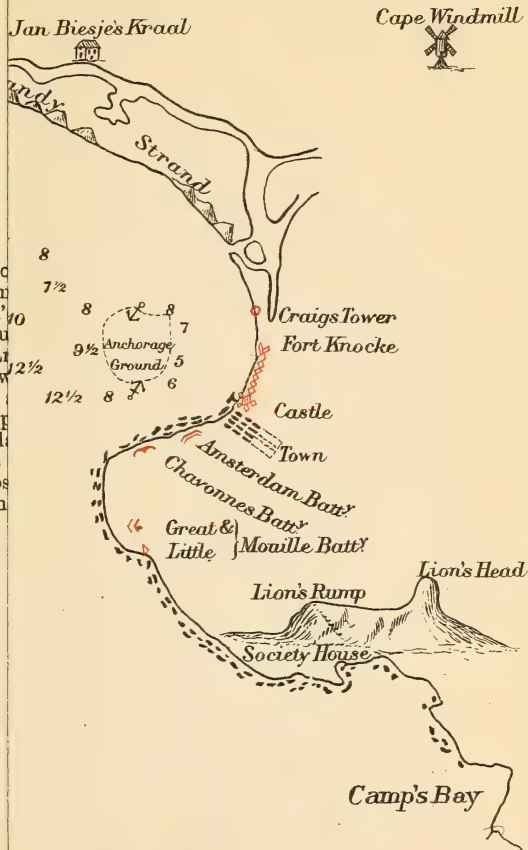 Jan Biesje's Kraal
Cape Windmill
andy
Strand
8
7½
10
8
8
7
9½
Anchorage
Ground
5
12½
6
12½
8
Craigs Tower
Fort Knocke
Castle
Town
Amsterdam Batty.
Chavonnes Batty.
Great &
Little
Mouille Batty.
Lion's Rump
Lion's Head
Society House
Camp's Bay